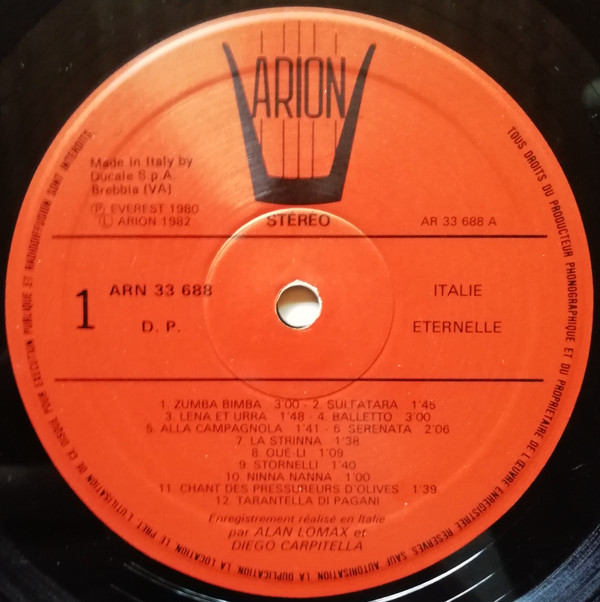 ARION
Made in Italy by
Ducale S.p.A.
Brebbia (VA)
Ⓟ EVEREST 1980
Ⓛ ARION 1982
STÉRÉO
AR 33 688 A
1
ARN 33 688
D. P.
ITALIE
ETERNELLE
1. ZUMBA BIMBA 3'00 - 2. SULFATARA 1'45
3. LENA ET URRA 1'48 - 4. BALLETTO 3'00
5. ALLA CAMPAGNOLA 1'41 - 6. SERENATA 2'06
7. LA STRINNA 1'38
8. OUE-LI 1'09
9. STORNELLI 1'40
10. NINNA NANNA 1'00
11. CHANT DES PRESSUREURS D'OLIVES 1'39
12. TARANTELLA DI PAGANI
Enregistrement réalisé en Italie
par ALAN LOMAX et
DIEGO CARPITELLA
TOUS DROITS DU PRODUCTEUR PHONOGRAPHIQUE ET DU PROPRIETAIRE DE L'ŒUVRE ENREGISTREE RESERVES SAUF AUTORISATION LA DUPLICATION LA LOCATION LE PRET L'UTILISATION DE CE DISQUE POUR EXECUTION PUBLIQUE ET RADIODIFFUSION SONT INTERDITS.